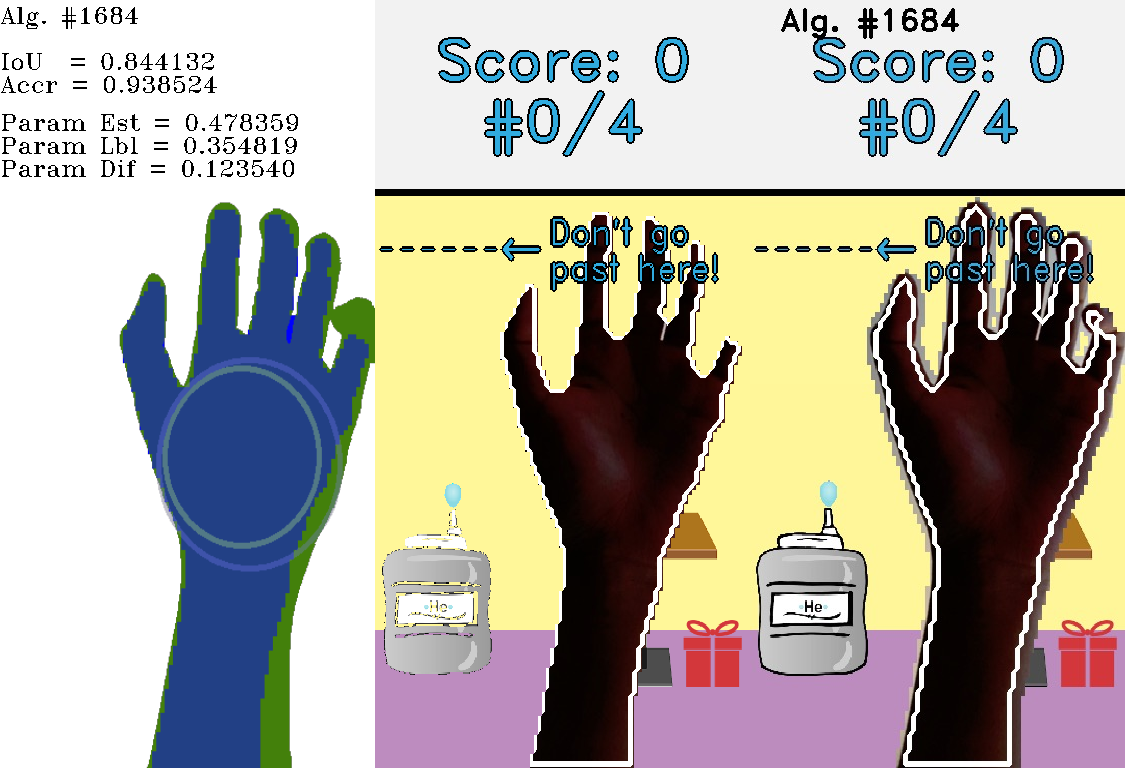 Alg. #1684
IoU = 0.844132
Accr = 0.938524
Param Est = 0.478359
Param Lbl = 0.354819
Param Dif = 0.123540
Score: 0
#0/4
Don't go
past here!
He
Alg. #1684
Score: 0
#0/4
Don't go
past here!
He